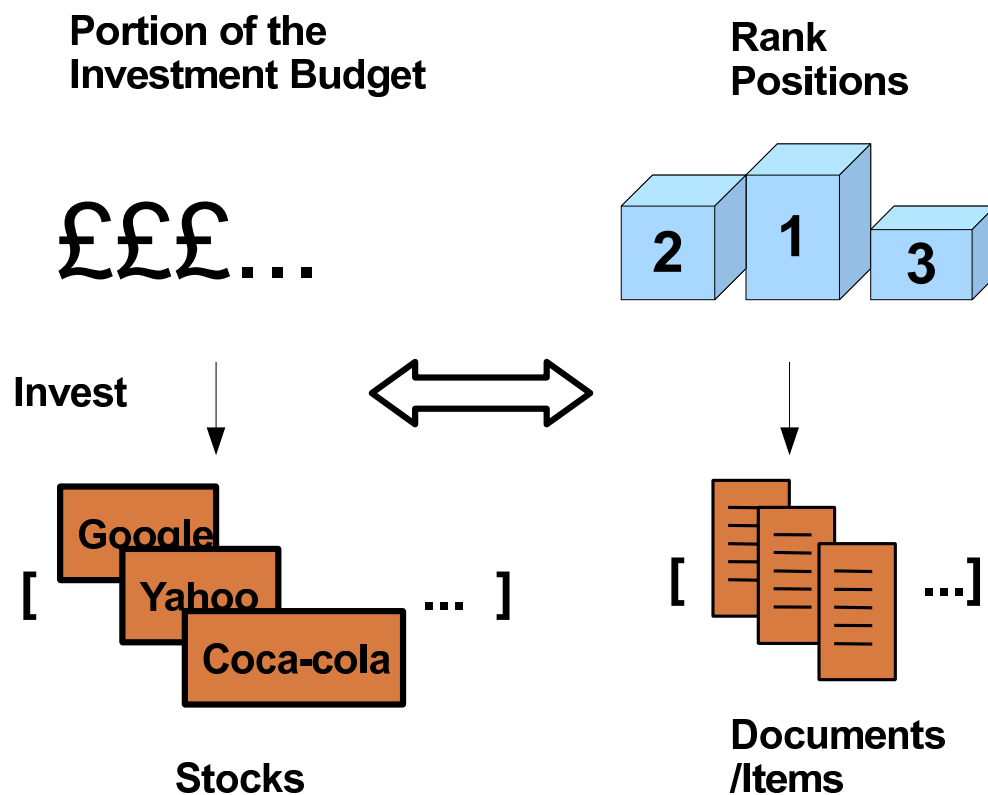 Portion of the
Investment Budget
Rank
Positions
£££...
2
1
3
Invest
Google
Yahoo
Coca-cola
[
... ]
[
...]
Stocks
Documents
/Items